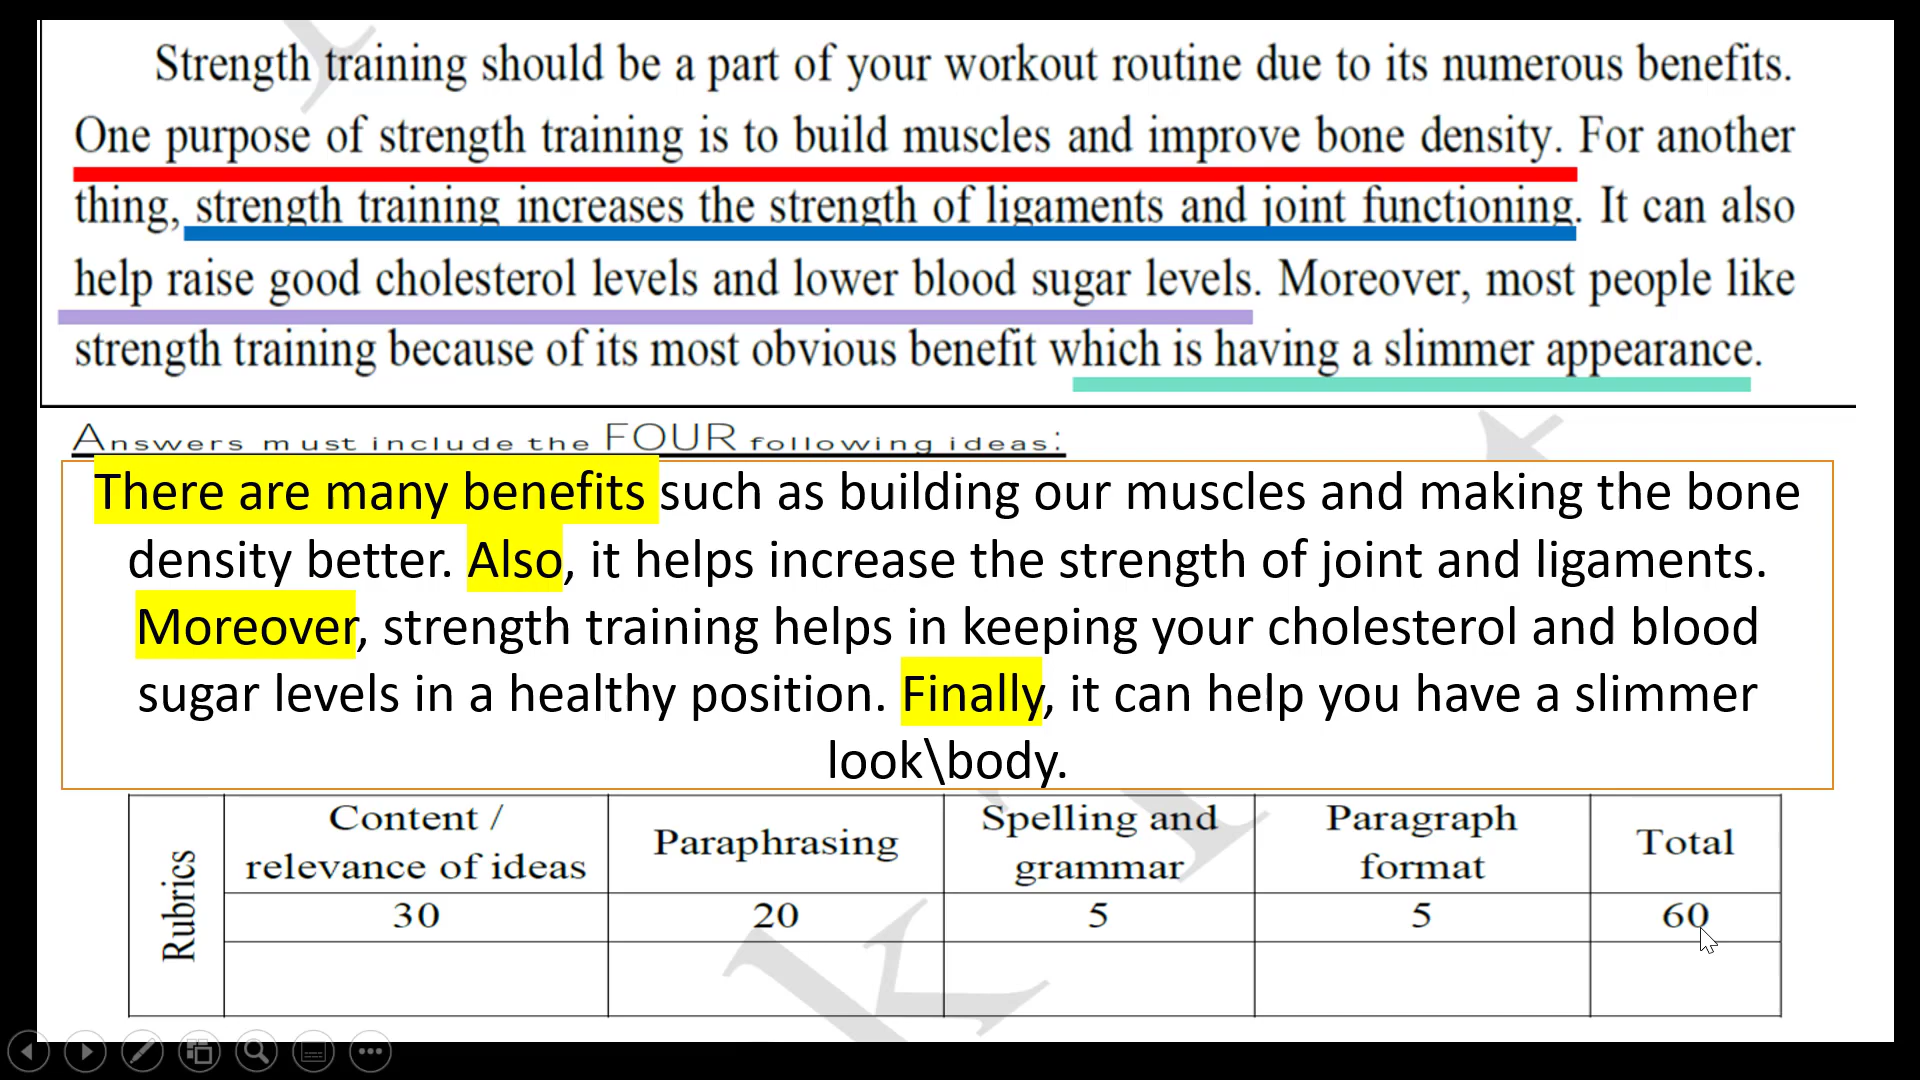 Strength training should be a part of your workout routine due to its numerous benefits.
One purpose of strength training is to build muscles and improve bone density. For another
thing, strength training increases the strength of ligaments and joint functioning. It can also
help raise good cholesterol levels and lower blood sugar levels. Moreover, most people like
strength training because of its most obvious benefit which is having a slimmer appearance.
Answers must include the FOUR following ideas:
There are many benefits such as building our muscles and making the bone
density better. Also, it helps increase the strength of joint and ligaments.
Moreover, strength training helps in keeping your cholesterol and blood
sugar levels in a healthy position. Finally, it can help you have a slimmer
look\body.
Rubrics
Content /
relevance of ideas
Paraphrasing
Spelling and
grammar
Paragraph
format
Total
30
20
5
5
60